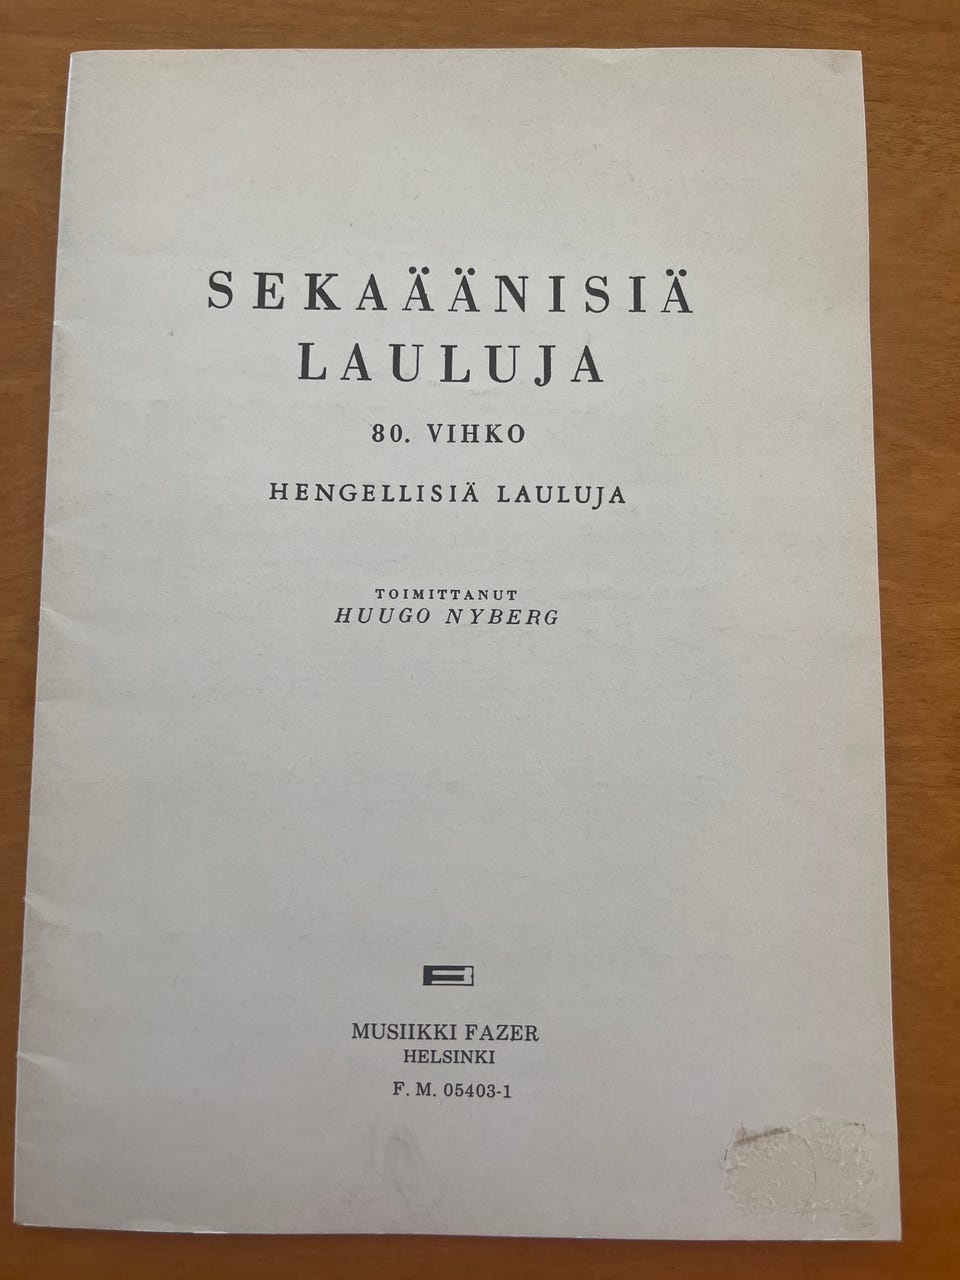 SEKAÄÄNISIÄ
LAULUJA
80. VIHKO
HENGELLISIÄ LAULUJA
TOIMITTANUT
HUUGO NYBERG
MUSIIKKI FAZER
HELSINKI
F. M. 05403-1